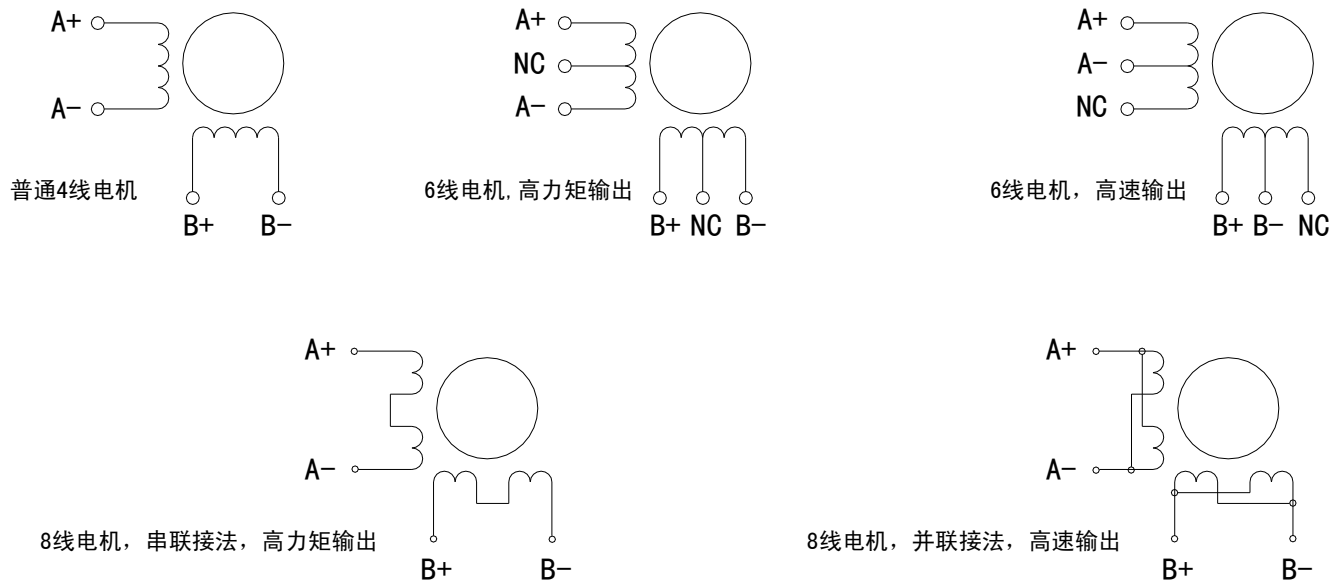 A+
A-
普通4线电机
B+ B-
A+
NC
A-
6线电机,高力矩输出
B+ NC B-
A+
A-
NC
6线电机，高速输出
B+ B- NC
A+
A-
8线电机，串联接法，高力矩输出
B+ B-
A+
A-
8线电机，并联接法，高速输出
B+ B-